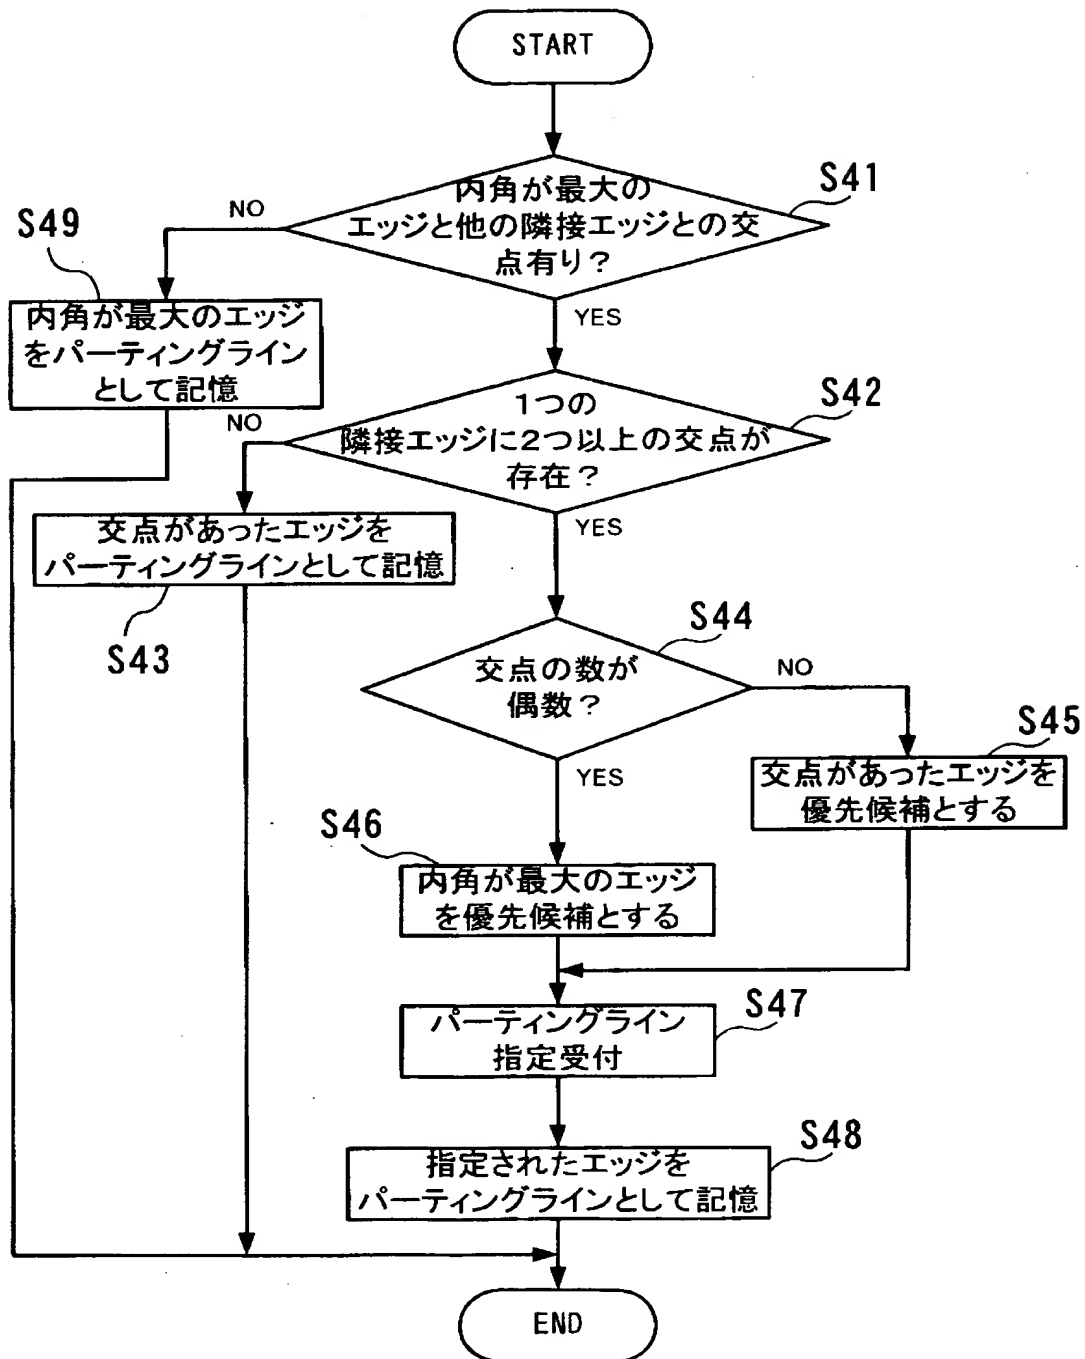 START
S41
内角が最大の
エッジと他の隣接エッジとの交
点有り？
NO
YES
S49
内角が最大のエッジ
をパーティングライン
として記憶
S42
１つの
隣接エッジに２つ以上の交点が
存在？
NO
YES
交点があったエッジを
パーティングラインとして記憶
S43
S44
交点の数が
偶数？
NO
YES
S45
交点があったエッジを
優先候補とする
S46
内角が最大のエッジ
を優先候補とする
S47
パーティングライン
指定受付
S48
指定されたエッジを
パーティングラインとして記憶
END